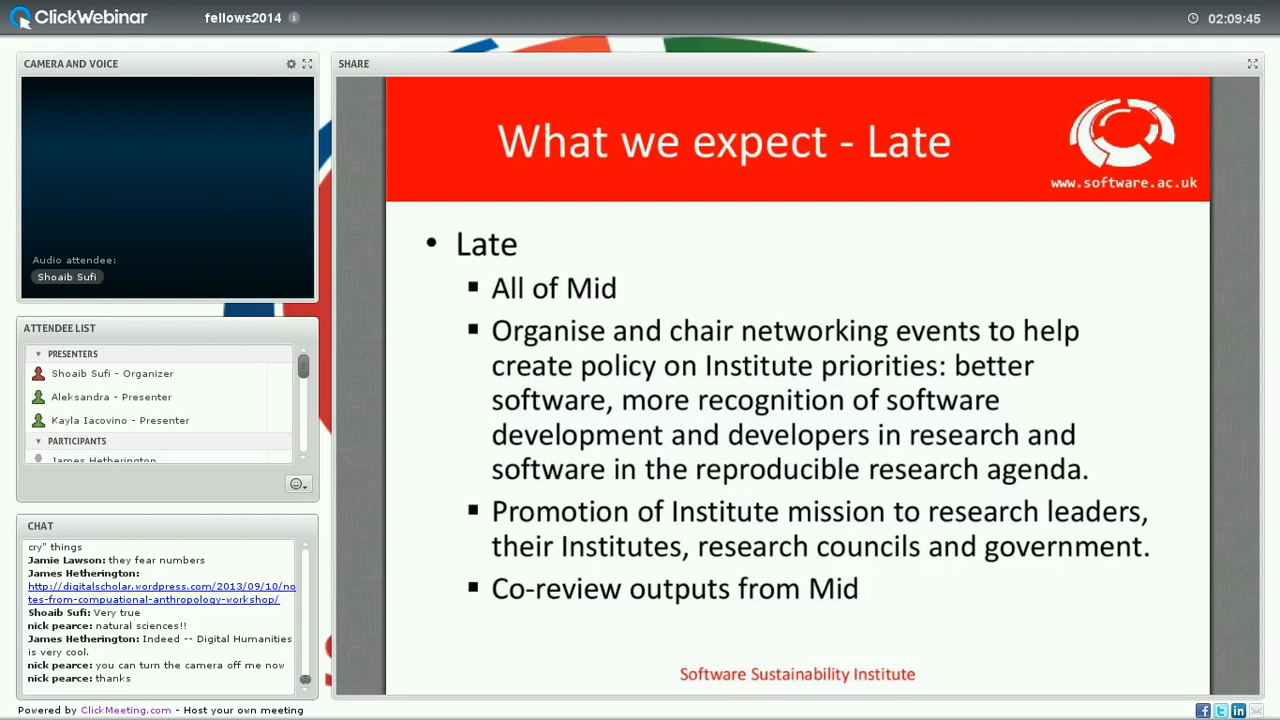 ClickWebinar
fellows2014
02:09:45
CAMERA AND VOICE
Audio attendee:
Shoaib Sufi
ATTENDEE LIST
PRESENTERS
Shoaib Sufi - Organizer
Aleksandra - Presenter
Kayla Iacovino - Presenter
PARTICIPANTS
James Hetherington
CHAT
cry" things
Jamie Lawson: they fear numbers
James Hetherington:
http://digitalscholar.wordpress.com/2013/09/10/no
tes-from-compuational-anthropology-workshop/
Shoaib Sufi: Very true
nick pearce: natural sciences!!
James Hetherington: Indeed -- Digital Humanities
is very cool.
nick pearce: you can turn the camera off me now
nick pearce: thanks
SHARE
What we expect - Late
www.software.ac.uk
• Late
▪ All of Mid
▪ Organise and chair networking events to help
create policy on Institute priorities: better
software, more recognition of software
development and developers in research and
software in the reproducible research agenda.
▪ Promotion of Institute mission to research leaders,
their Institutes, research councils and government.
▪ Co-review outputs from Mid
Software Sustainability Institute
Powered by ClickMeeting.com - Host your own meeting